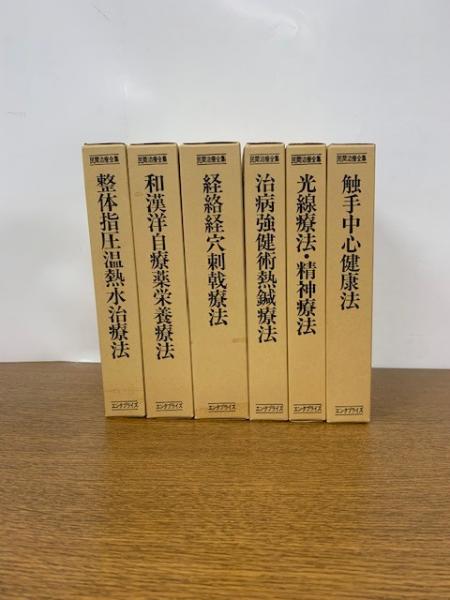 民間治療全集
整体指圧温熱水治療法
エンタプライズ
民間治療全集
和漢洋自療薬栄養療法
エンタプライズ
民間治療全集
経絡経穴刺戟療法
エンタプライズ
民間治療全集
治病強健術熱鍼療法
エンタプライズ
民間治療全集
光線療法・精神療法
エンタプライズ
民間治療全集
触手中心健康法
エンタプライズ